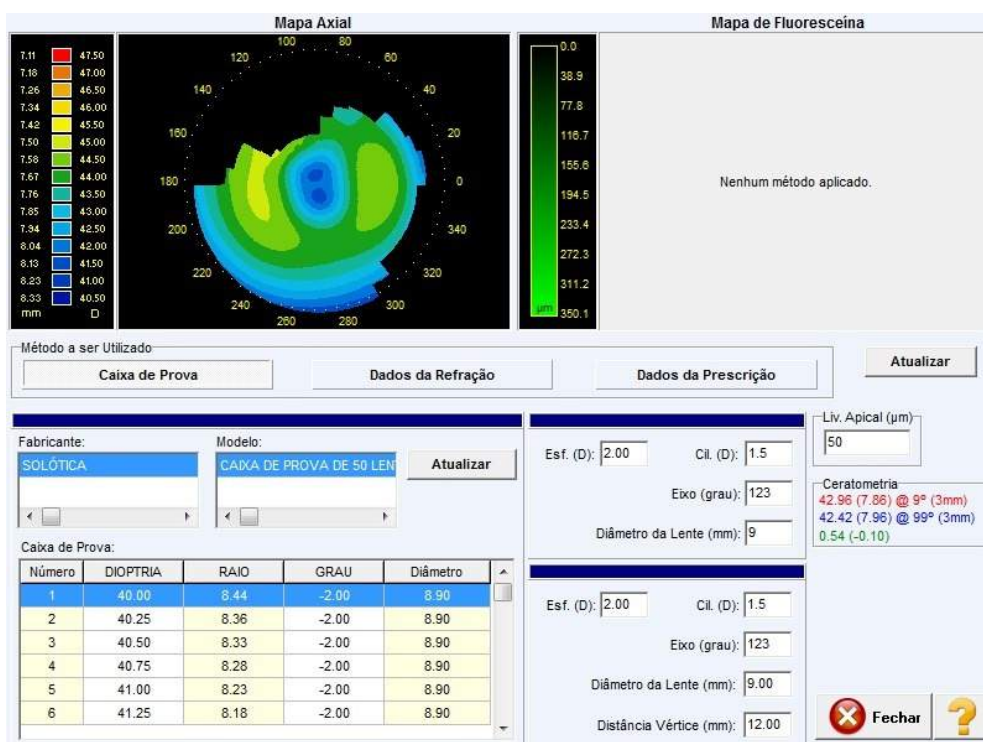 Mapa Axial
Mapa de Fluoresceína
7.11 47.50
7.18 47.00
7.26 46.50
7.34 46.00
7.42 45.50
7.50 45.00
7.58 44.50
7.67 44.00
7.76 43.50
7.85 43.00
7.94 42.50
8.04 42.00
8.13 41.50
8.23 41.00
8.33 40.50
mm D
100 80
120 60
140 40
160 20
180 0
200 340
220 320
240 300
260 280
0.0
38.9
77.8
116.7
155.6
194.5
233.4
272.3
311.2
µm 350.1
Nenhum método aplicado.
Método a ser Utilizado
Caixa de Prova
Dados da Refração
Dados da Prescrição
Atualizar
Fabricante:
SOLÓTICA
Modelo:
CAIXA DE PROVA DE 50 LEN
Atualizar
Caixa de Prova:
Número DIOPTRIA RAIO GRAU Diâmetro
1 40.00 8.44 -2.00 8.90
2 40.25 8.36 -2.00 8.90
3 40.50 8.33 -2.00 8.90
4 40.75 8.28 -2.00 8.90
5 41.00 8.23 -2.00 8.90
6 41.25 8.18 -2.00 8.90
Esf. (D): 2.00 Cil. (D): 1.5
Eixo (grau): 123
Diâmetro da Lente (mm): 9
Esf. (D): 2.00 Cil. (D): 1.5
Eixo (grau): 123
Diâmetro da Lente (mm): 9.00
Distância Vértice (mm): 12.00
Liv. Apical (µm)
50
Ceratometria
42.96 (7.86) @ 9º (3mm)
42.42 (7.96) @ 99º (3mm)
0.54 (-0.10)
Fechar
?